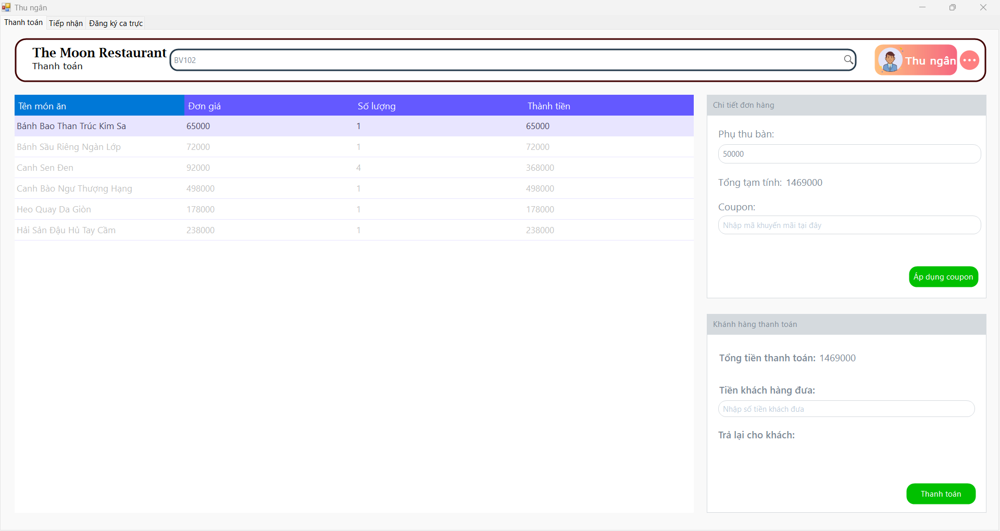 Thu ngân
Thanh toán Tiếp nhận Đăng ký ca trực
The Moon Restaurant
Thanh toán
BV102
Thu ngân
Tên món ăn Đơn giá Số lượng Thành tiền
Bánh Bao Than Trúc Kim Sa 65000 1 65000
Bánh Sầu Riêng Ngàn Lớp 72000 1 72000
Canh Sen Đen 92000 4 368000
Canh Bào Ngư Thượng Hạng 498000 1 498000
Heo Quay Da Giòn 178000 1 178000
Hải Sản Đậu Hủ Tay Cầm 238000 1 238000
Chi tiết đơn hàng
Phụ thu bàn:
50000
Tổng tạm tính: 1469000
Coupon:
Nhập mã khuyến mãi tại đây
Áp dụng coupon
Khánh hàng thanh toán
Tổng tiền thanh toán: 1469000
Tiền khách hàng đưa:
Nhập số tiền khách đưa
Trả lại cho khách:
Thanh toán